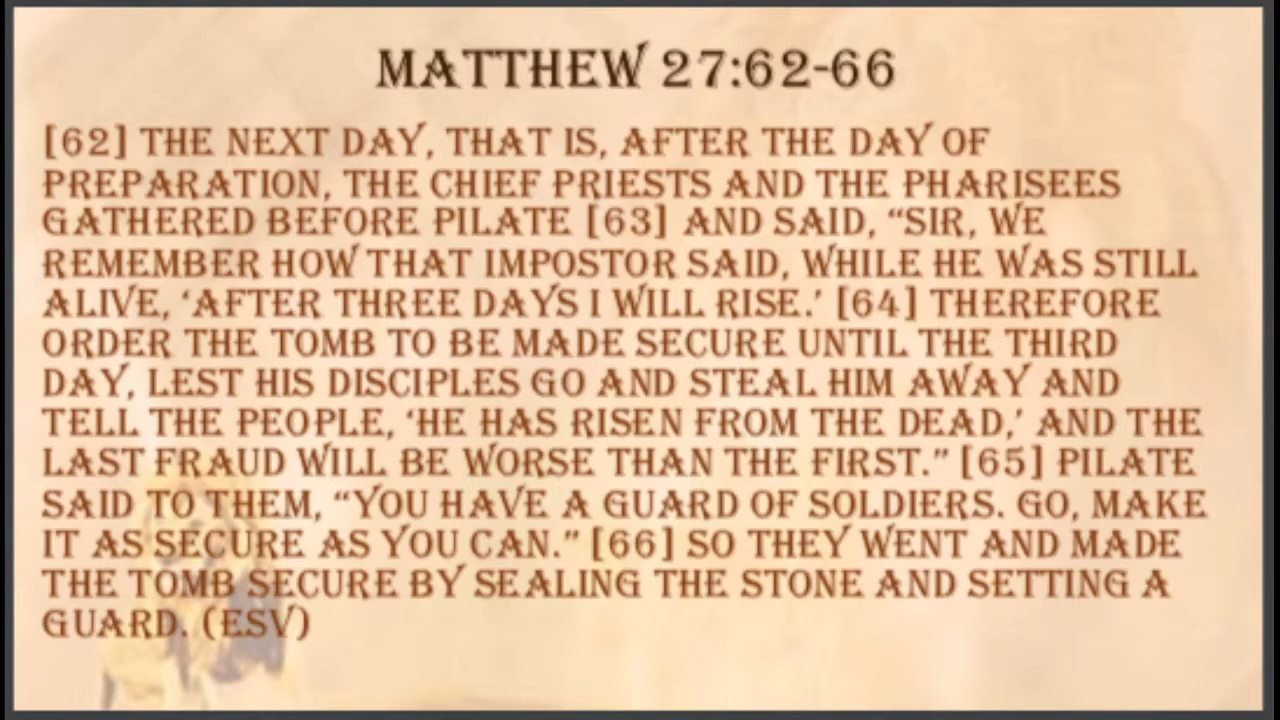 MATTHEW 27:62-66
[62] THE NEXT DAY, THAT IS, AFTER THE DAY OF
PREPARATION, THE CHIEF PRIESTS AND THE PHARISEES
GATHERED BEFORE PILATE [63] AND SAID, “SIR, WE
REMEMBER HOW THAT IMPOSTOR SAID, WHILE HE WAS STILL
ALIVE, ‘AFTER THREE DAYS I WILL RISE.’ [64] THEREFORE
ORDER THE TOMB TO BE MADE SECURE UNTIL THE THIRD
DAY, LEST HIS DISCIPLES GO AND STEAL HIM AWAY AND
TELL THE PEOPLE, ‘HE HAS RISEN FROM THE DEAD,’ AND THE
LAST FRAUD WILL BE WORSE THAN THE FIRST.” [65] PILATE
SAID TO THEM, “YOU HAVE A GUARD OF SOLDIERS. GO, MAKE
IT AS SECURE AS YOU CAN.” [66] SO THEY WENT AND MADE
THE TOMB SECURE BY SEALING THE STONE AND SETTING A
GUARD. (ESV)